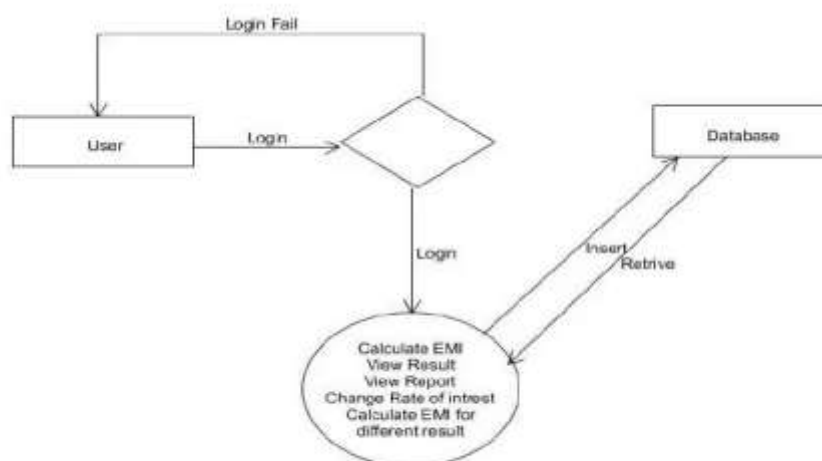 Login Fail
User
Login
Database
Login
Insert
Retrive
Calculate EMI
View Result
View Report
Change Rate of intrest
Calculate EMI for
different result